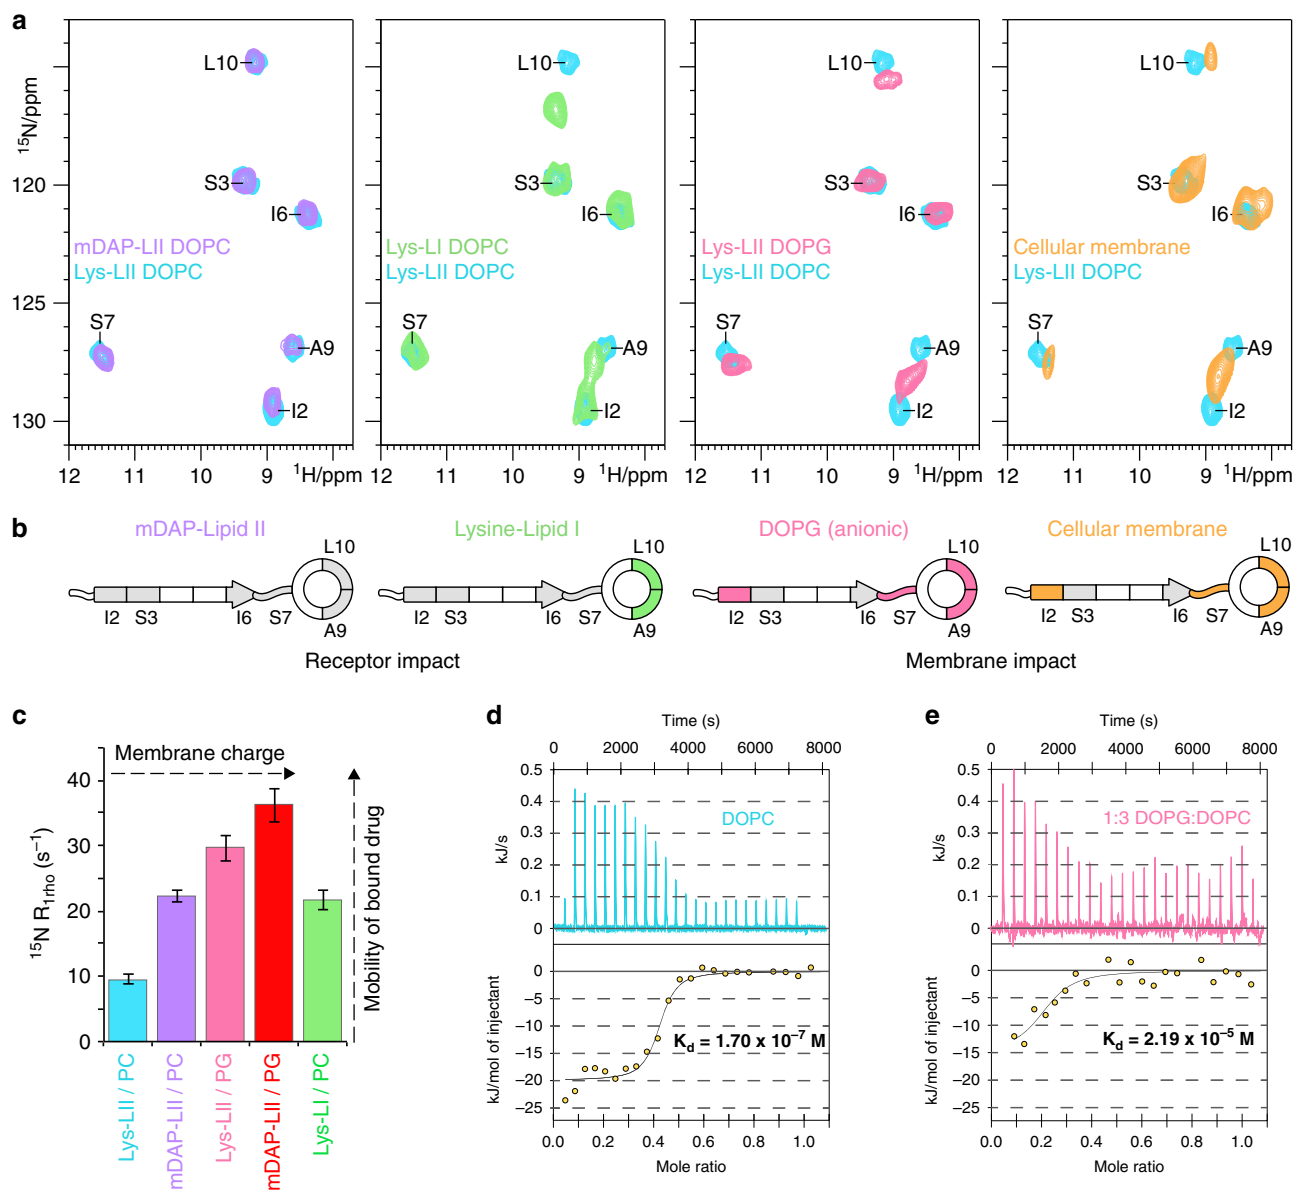 a
L10
S3
I6
mDAP-LII DOPC
Lys-LII DOPC
S7
A9
I2
L10
S3
I6
Lys-LI DOPC
Lys-LII DOPC
S7
A9
I2
L10
S3
I6
Lys-LII DOPG
Lys-LII DOPC
S7
A9
I2
L10
S3
I6
Cellular membrane
Lys-LII DOPC
S7
A9
I2
15N/ppm
120
125
130
12 11 10 9 1H/ppm
12 11 10 9 1H/ppm
12 11 10 9 1H/ppm
12 11 10 9 1H/ppm
b
mDAP-Lipid II
Lysine-Lipid I
DOPG (anionic)
Cellular membrane
L10
I2 S3 I6 S7
A9
L10
I2 S3 I6 S7
A9
L10
I2 S3 I6 S7
A9
L10
I2 S3 I6 S7
A9
Receptor impact
Membrane impact
c
Membrane charge
Mobility of bound drug
15N R1rho (s−1)
40
30
20
10
0
Lys-LII / PC
mDAP-LII / PC
Lys-LII / PG
mDAP-LII / PG
Lys-LI / PC
d
Time (s)
0 2000 4000 6000 8000
0.5
0.4
0.3
0.2
0.1
0
kJ/s
DOPC
0
−5
−10
−15
−20
−25
kJ/mol of injectant
Kd = 1.70 x 10−7 M
0.0 0.2 0.4 0.6 0.8 1.0
Mole ratio
e
Time (s)
0 2000 4000 6000 8000
0.5
0.4
0.3
0.2
0.1
0
kJ/s
1:3 DOPG:DOPC
0
−5
−10
−15
−20
−25
kJ/mol of injectant
Kd = 2.19 x 10−5 M
0.0 0.2 0.4 0.6 0.8 1.0
Mole ratio